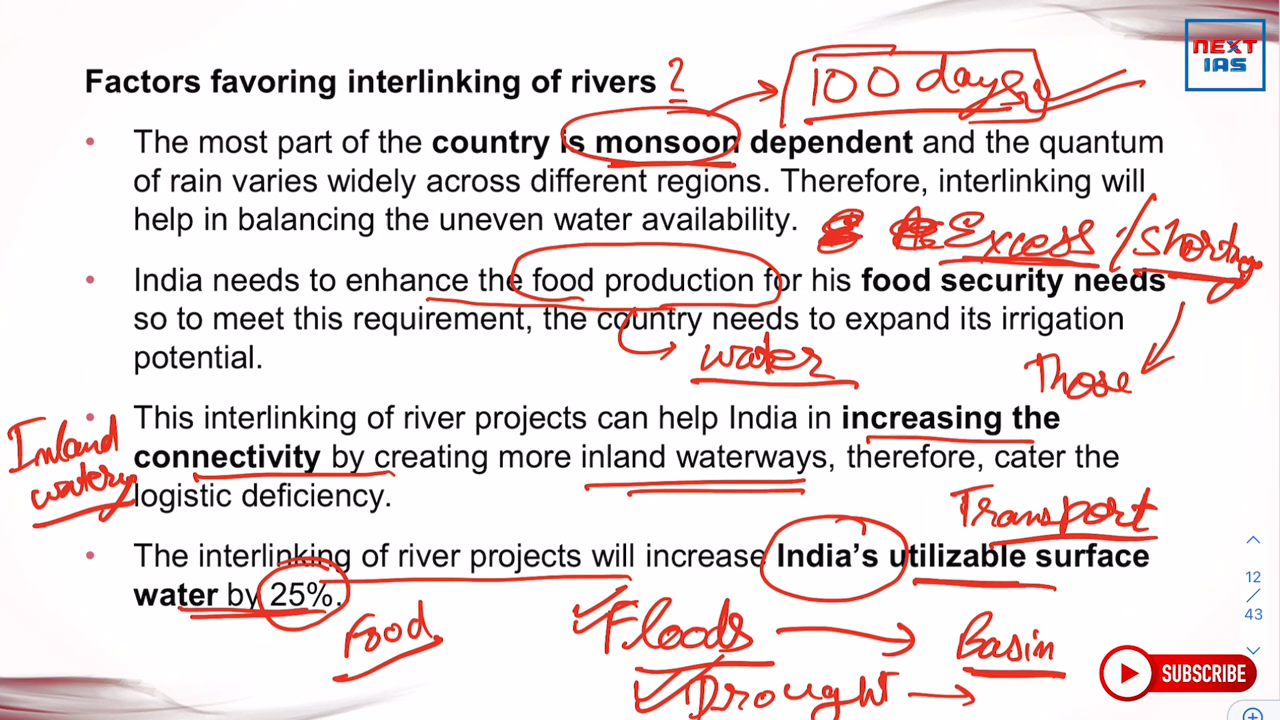 NEXT
IAS
Factors favoring interlinking of rivers ?
100 days
• The most part of the country is monsoon dependent and the quantum
of rain varies widely across different regions. Therefore, interlinking will
help in balancing the uneven water availability.
Excess / Shortage
• India needs to enhance the food production for his food security needs
so to meet this requirement, the country needs to expand its irrigation
potential.
water
Those
• This interlinking of river projects can help India in increasing the
connectivity by creating more inland waterways, therefore, cater the
logistic deficiency.
Inland
Transport
• The interlinking of river projects will increase India's utilizable surface
water by 25%.
Food
Floods → Basin
Drought →
12
/
43
SUBSCRIBE